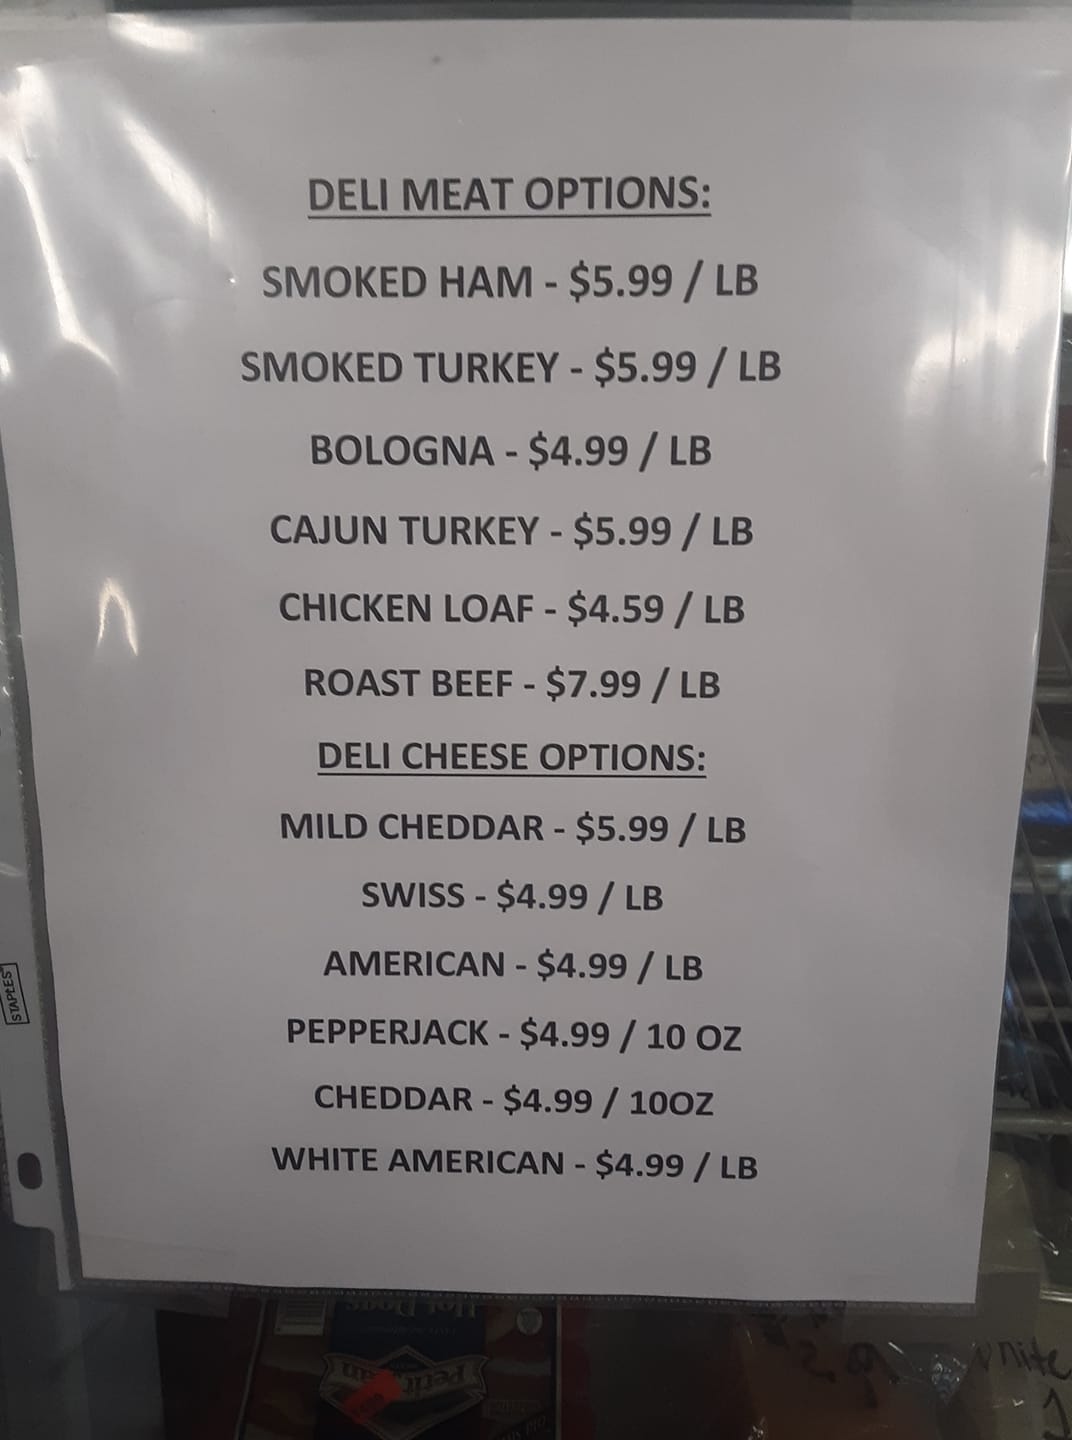 DELI MEAT OPTIONS:
SMOKED HAM - $5.99 / LB
SMOKED TURKEY - $5.99 / LB
BOLOGNA - $4.99 / LB
CAJUN TURKEY - $5.99 / LB
CHICKEN LOAF - $4.59 / LB
ROAST BEEF - $7.99 / LB
DELI CHEESE OPTIONS:
MILD CHEDDAR - $5.99 / LB
SWISS - $4.99 / LB
AMERICAN - $4.99 / LB
PEPPERJACK - $4.99 / 10 OZ
CHEDDAR - $4.99 / 10OZ
WHITE AMERICAN - $4.99 / LB
STAPLES
Hot Dogs